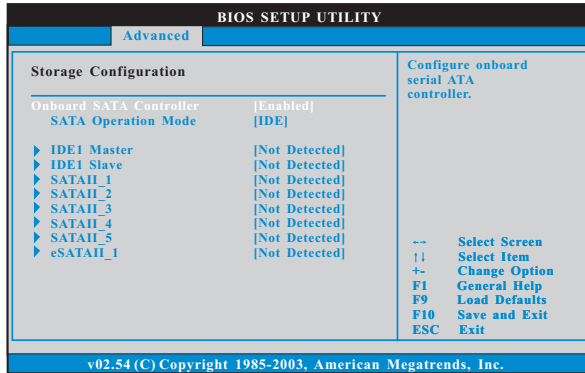 BIOS SETUP UTILITY
Advanced
Storage Configuration
Onboard SATA Controller [Enabled]
SATA Operation Mode [IDE]
IDE1 Master [Not Detected]
IDE1 Slave [Not Detected]
SATAII_1 [Not Detected]
SATAII_2 [Not Detected]
SATAII_3 [Not Detected]
SATAII_4 [Not Detected]
SATAII_5 [Not Detected]
eSATAII_1 [Not Detected]
Configure onboard
serial ATA
controller.
←→ Select Screen
↑↓ Select Item
+- Change Option
F1 General Help
F9 Load Defaults
F10 Save and Exit
ESC Exit
v02.54 (C) Copyright 1985-2003, American Megatrends, Inc.